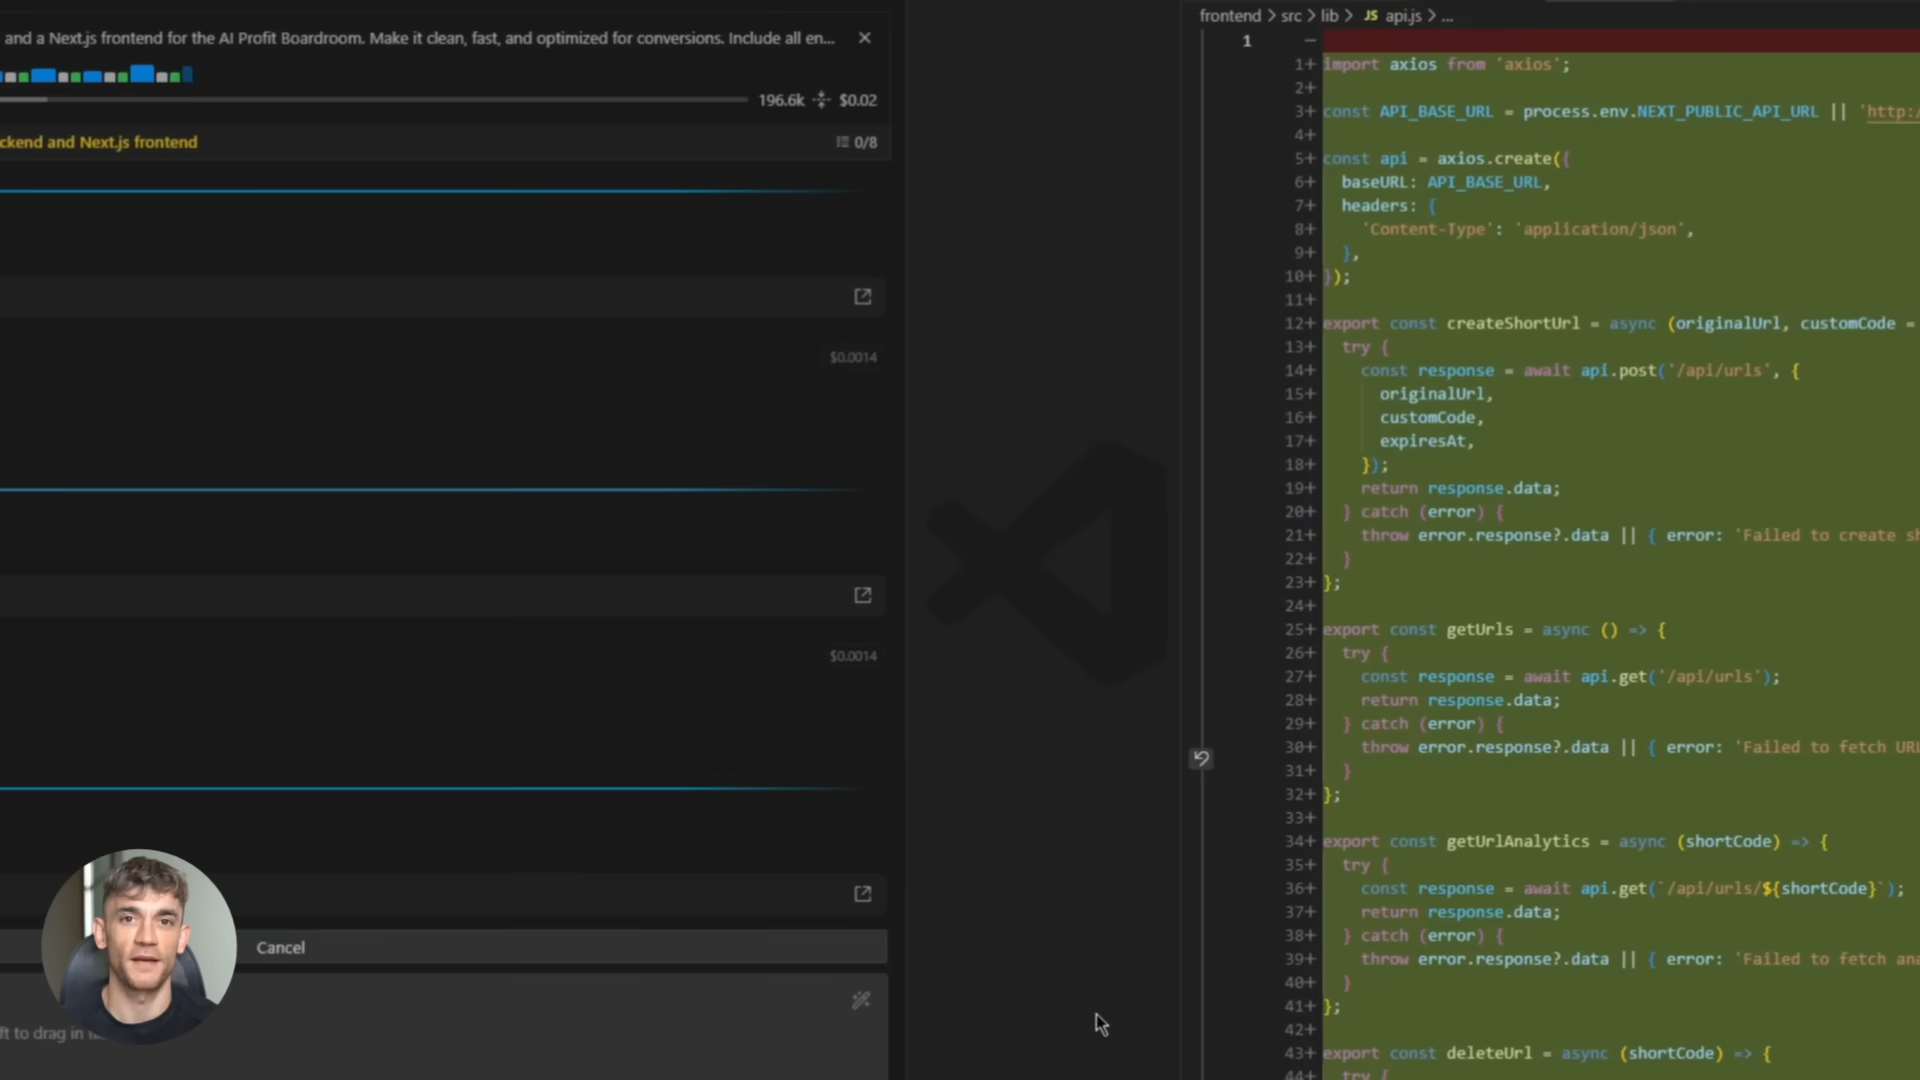 and a Next.js frontend for the AI Profit Boardroom. Make it clean, fast, and optimized for conversions. Include all en...
196.6k $0.02
ckend and Next.js frontend
0/8
$0.0014
$0.0014
Cancel
ft to drag in
frontend > src > lib > JS api.js > ...
1 −
1+ import axios from 'axios';
2+
3+ const API_BASE_URL = process.env.NEXT_PUBLIC_API_URL || `http:/
4+
5+ const api = axios.create({
6+ baseURL: API_BASE_URL,
7+ headers: {
8+ 'Content-Type': 'application/json',
9+ },
10+ });
11+
12+ export const createShortUrl = async (originalUrl, customCode =
13+ try {
14+ const response = await api.post('/api/urls', {
15+ originalUrl,
16+ customCode,
17+ expiresAt,
18+ });
19+ return response.data;
20+ } catch (error) {
21+ throw error.response?.data || { error: 'Failed to create sh
22+ }
23+ };
24+
25+ export const getUrls = async () => {
26+ try {
27+ const response = await api.get('/api/urls');
28+ return response.data;
29+ } catch (error) {
30+ throw error.response?.data || { error: 'Failed to fetch URL
31+ }
32+ };
33+
34+ export const getUrlAnalytics = async (shortCode) => {
35+ try {
36+ const response = await api.get(`/api/urls/${shortCode}`);
37+ return response.data;
38+ } catch (error) {
39+ throw error.response?.data || { error: 'Failed to fetch ana
40+ }
41+ };
42+
43+ export const deleteUrl = async (shortCode) => {
44+ try {